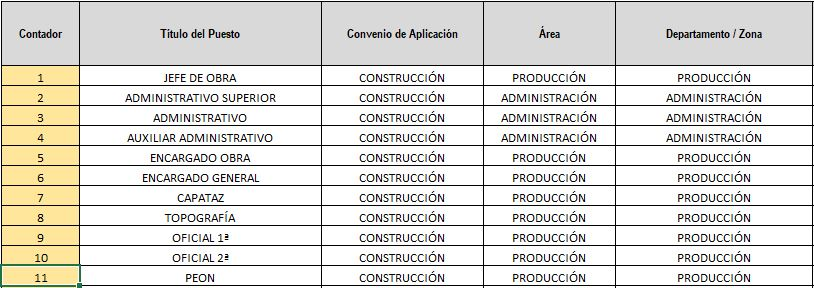 Contador Título del Puesto Convenio de Aplicación Área Departamento / Zona
1 JEFE DE OBRA CONSTRUCCIÓN PRODUCCIÓN PRODUCCIÓN
2 ADMINISTRATIVO SUPERIOR CONSTRUCCIÓN ADMINISTRACIÓN ADMINISTRACIÓN
3 ADMINISTRATIVO CONSTRUCCIÓN ADMINISTRACIÓN ADMINISTRACIÓN
4 AUXILIAR ADMINISTRATIVO CONSTRUCCIÓN ADMINISTRACIÓN ADMINISTRACIÓN
5 ENCARGADO OBRA CONSTRUCCIÓN PRODUCCIÓN PRODUCCIÓN
6 ENCARGADO GENERAL CONSTRUCCIÓN PRODUCCIÓN PRODUCCIÓN
7 CAPATAZ CONSTRUCCIÓN PRODUCCIÓN PRODUCCIÓN
8 TOPOGRAFÍA CONSTRUCCIÓN PRODUCCIÓN PRODUCCIÓN
9 OFICIAL 1ª CONSTRUCCIÓN PRODUCCIÓN PRODUCCIÓN
10 OFICIAL 2ª CONSTRUCCIÓN PRODUCCIÓN PRODUCCIÓN
11 PEON CONSTRUCCIÓN PRODUCCIÓN PRODUCCIÓN